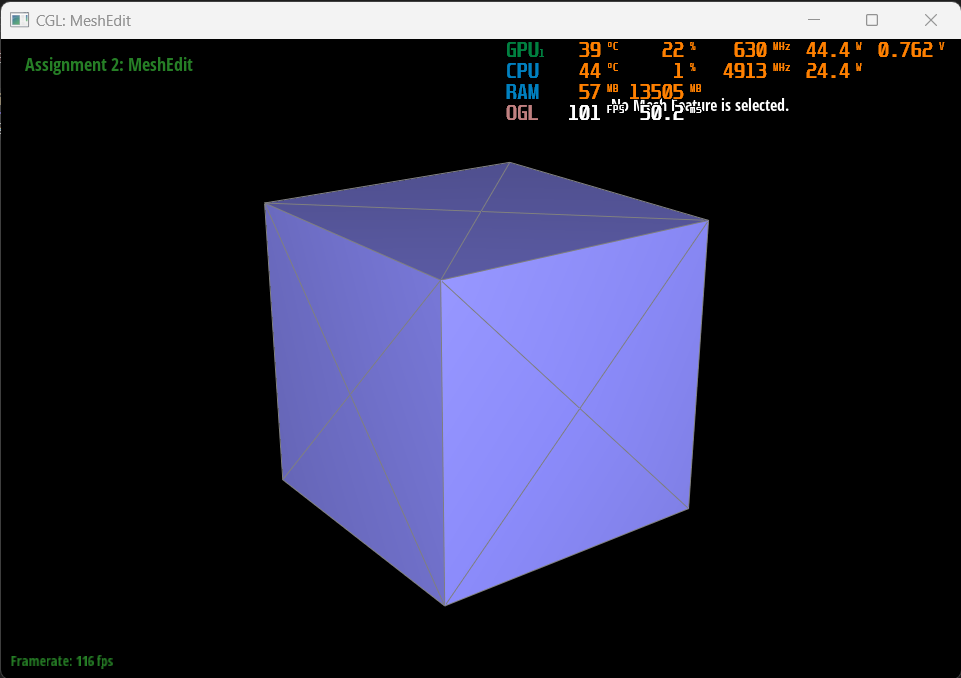 CGL: MeshEdit
Assignment 2: MeshEdit
GPU1 39 °C 22 % 630 MHz 44.4 W 0.762 V
CPU 44 °C 1 % 4913 MHz 24.4 W
RAM 57 MB 13505 MB
No Mesh Feature is selected.
OGL 101 FPS 50.2 ms
Framerate: 116 fps